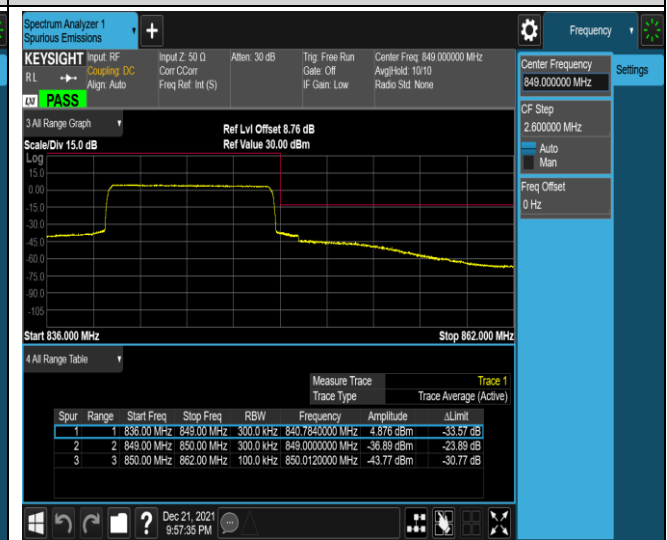 Spectrum Analyzer 1
Spurious Emissions
+
Frequency
KEYSIGHT Input: RF Input Z: 50 Ω Atten: 30 dB Trig: Free Run Center Freq: 849.000000 MHz
R L Coupling: DC Corr CCorr Gate: Off Avg|Hold: 10/10
Align: Auto Freq Ref: Int (S) IF Gain: Low Radio Std: None
LXI PASS
Center Frequency
849.000000 MHz
Settings
CF Step
2.600000 MHz
Auto
Man
Freq Offset
0 Hz
3 All Range Graph
Ref Lvl Offset 8.76 dB
Scale/Div 15.0 dB Ref Value 30.00 dBm
Log
15.0
0.00
-15.0
-30.0
-45.0
-60.0
-75.0
-90.0
-105
Start 836.000 MHz Stop 862.000 MHz
4 All Range Table
Measure Trace Trace 1
Trace Type Trace Average (Active)
Spur Range Start Freq Stop Freq RBW Frequency Amplitude ΔLimit
1 1 836.00 MHz 849.00 MHz 300.0 kHz 840.7840000 MHz 4.876 dBm -33.57 dB
2 2 849.00 MHz 850.00 MHz 300.0 kHz 849.0000000 MHz -36.89 dBm -23.89 dB
3 3 850.00 MHz 862.00 MHz 100.0 kHz 850.0120000 MHz -43.77 dBm -30.77 dB
? Dec 21, 2021
9:57:35 PM